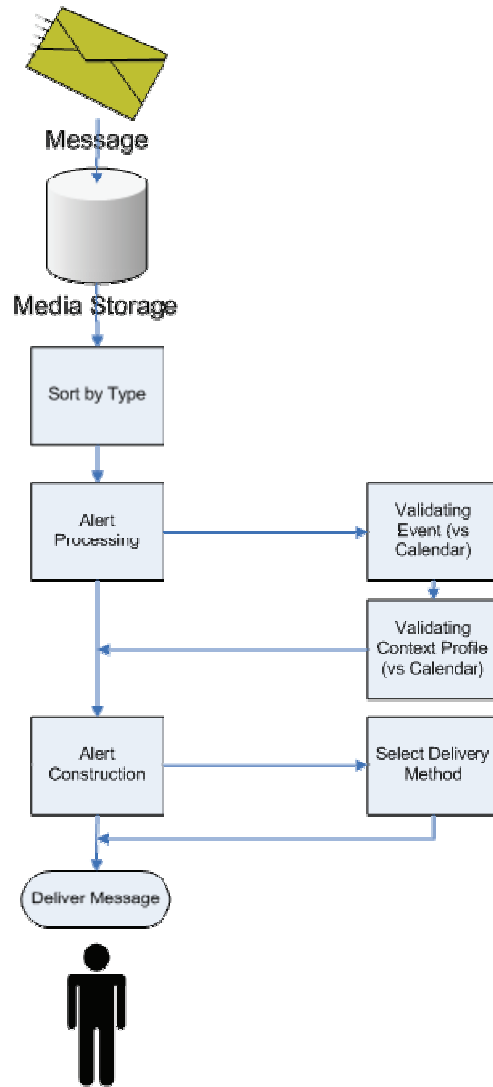 Message
Media Storage
Sort by Type
Alert
Processing
Validating
Event (vs
Calendar)
Validating
Context Profile
(vs Calendar)
Alert
Construction
Select Delivery
Method
Deliver Message